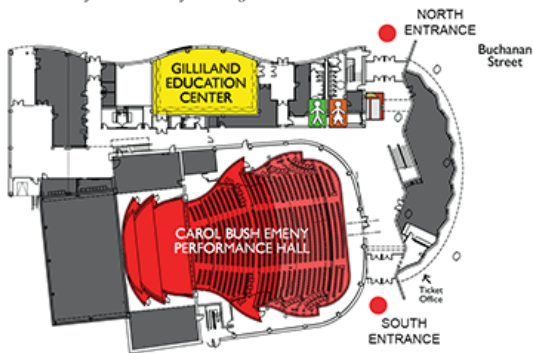 NORTH
ENTRANCE
Buchanan
Street
GILLILAND
EDUCATION
CENTER
CAROL BUSH EMENY
PERFORMANCE HALL
Ticket
Office
SOUTH
ENTRANCE